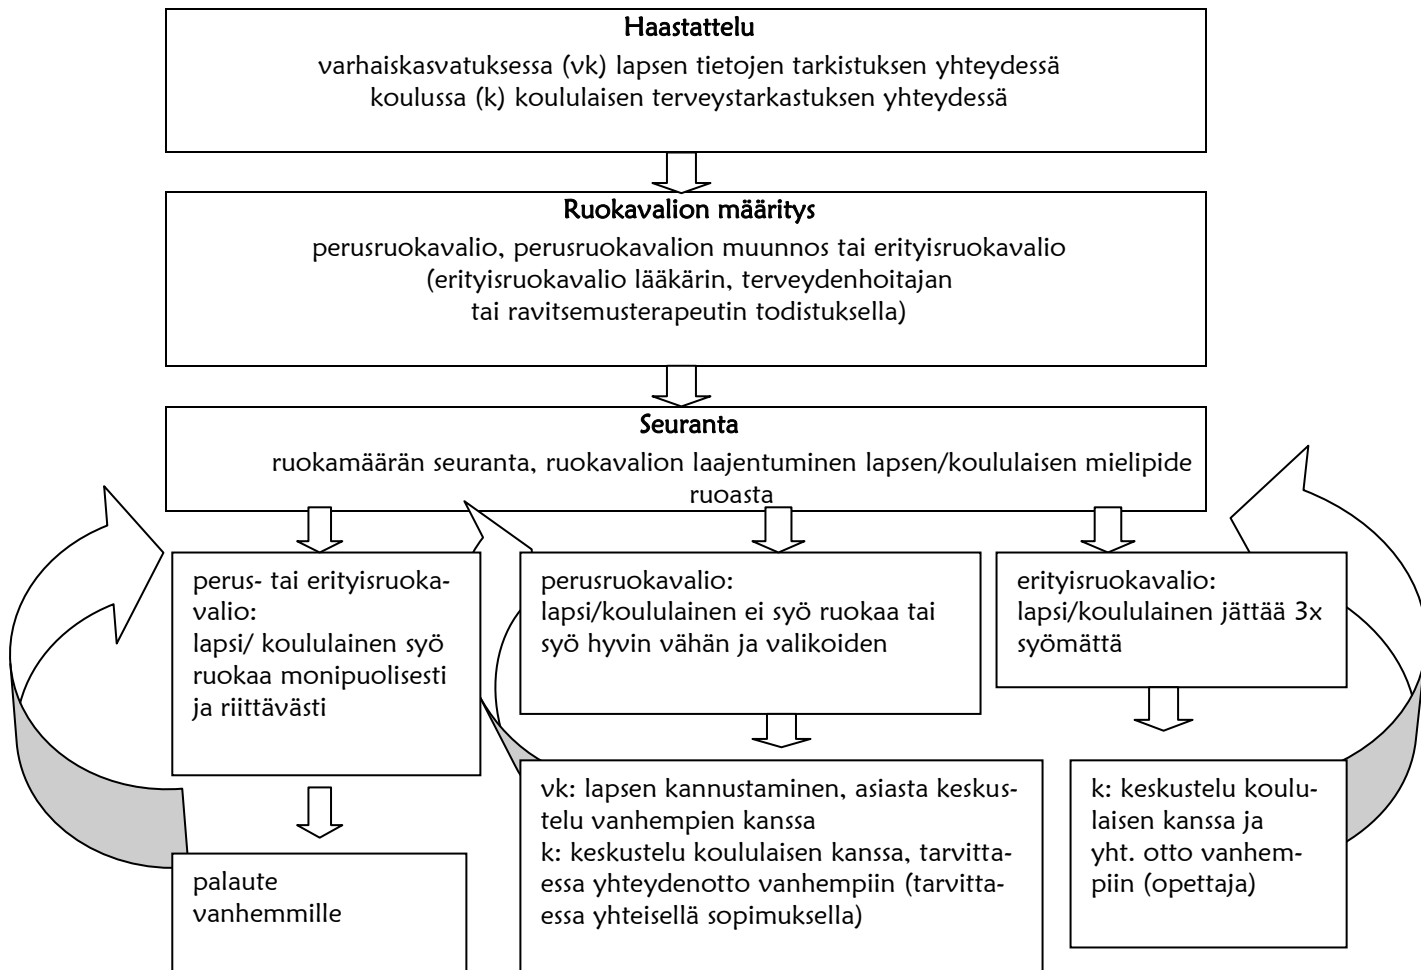 Haastattelu
varhaiskasvatuksessa (vk) lapsen tietojen tarkistuksen yhteydessä
koulussa (k) koululaisen terveystarkastuksen yhteydessä
Ruokavalion määritys
perusruokavalio, perusruokavalion muunnos tai erityisruokavalio
(erityisruokavalio lääkärin, terveydenhoitajan
tai ravitsemusterapeutin todistuksella)
Seuranta
ruokamäärän seuranta, ruokavalion laajentuminen lapsen/koululaisen mielipide
ruoasta
perus- tai erityisruoka-
valio:
lapsi/ koululainen syö
ruokaa monipuolisesti
ja riittävästi
perusruokavalio:
lapsi/koululainen ei syö ruokaa tai
syö hyvin vähän ja valikoiden
erityisruokavalio:
lapsi/koululainen jättää 3x
syömättä
palaute
vanhemmille
vk: lapsen kannustaminen, asiasta keskus-
telu vanhempien kanssa
k: keskustelu koululaisen kanssa, tarvitta-
essa yhteydenotto vanhempiin (tarvitta-
essa yhteisellä sopimuksella)
k: keskustelu koulu-
laisen kanssa ja
yht. otto vanhem-
piin (opettaja)